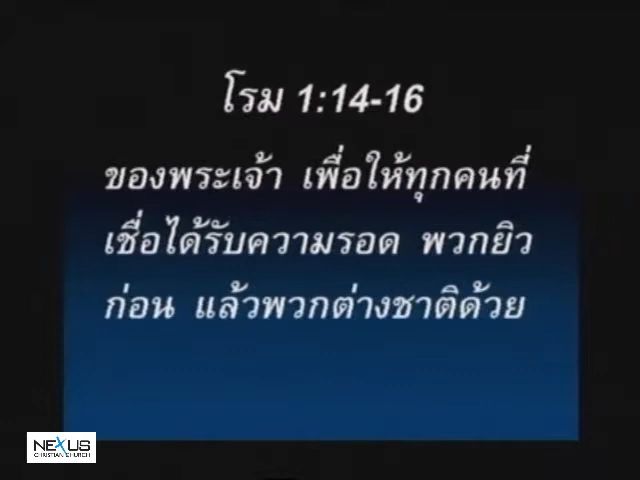 โรม 1:14-16
ของพระเจ้า เพื่อให้ทุกคนที่
เชื่อได้รับความรอด พวกยิว
ก่อน แล้วพวกต่างชาติด้วย
NEXUS
CHRISTIAN CHURCH